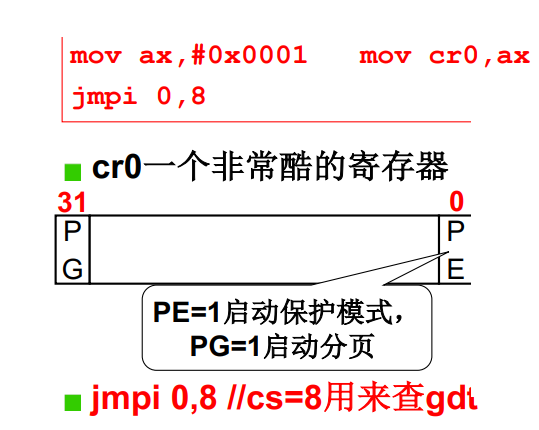 mov ax,#0x0001 mov cr0,ax
jmpi 0,8
cr0一个非常酷的寄存器
31 0
P P
G E
PE=1启动保护模式，
PG=1启动分页
jmpi 0,8 //cs=8用来查gdt